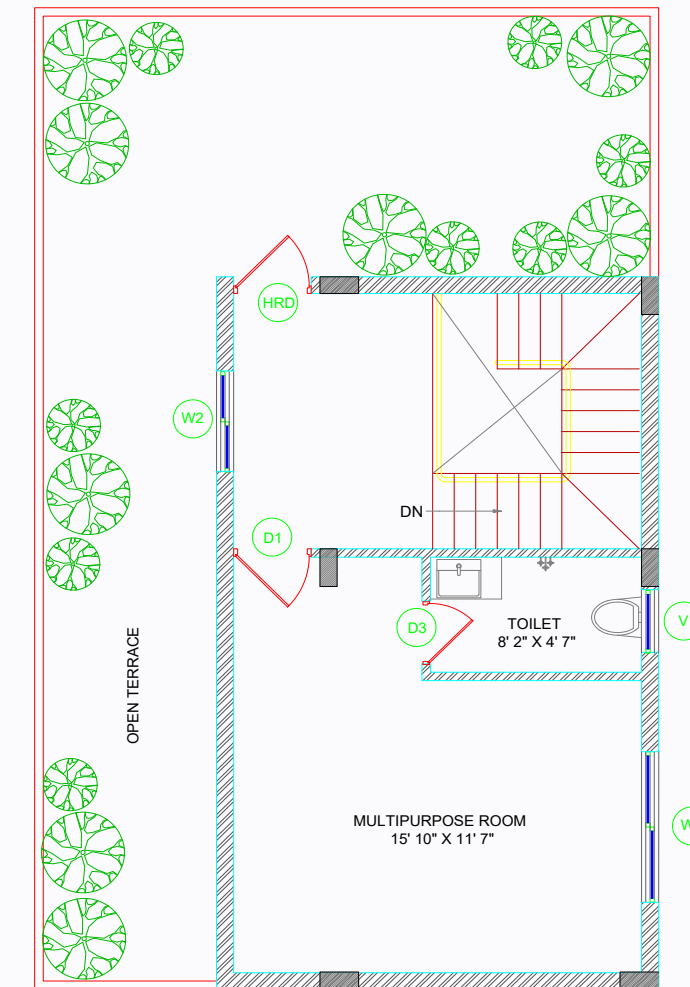 HRD
W2
DN
D1
D3
TOILET
8' 2" X 4' 7"
V
OPEN TERRACE
MULTIPURPOSE ROOM
15' 10" X 11' 7"
W